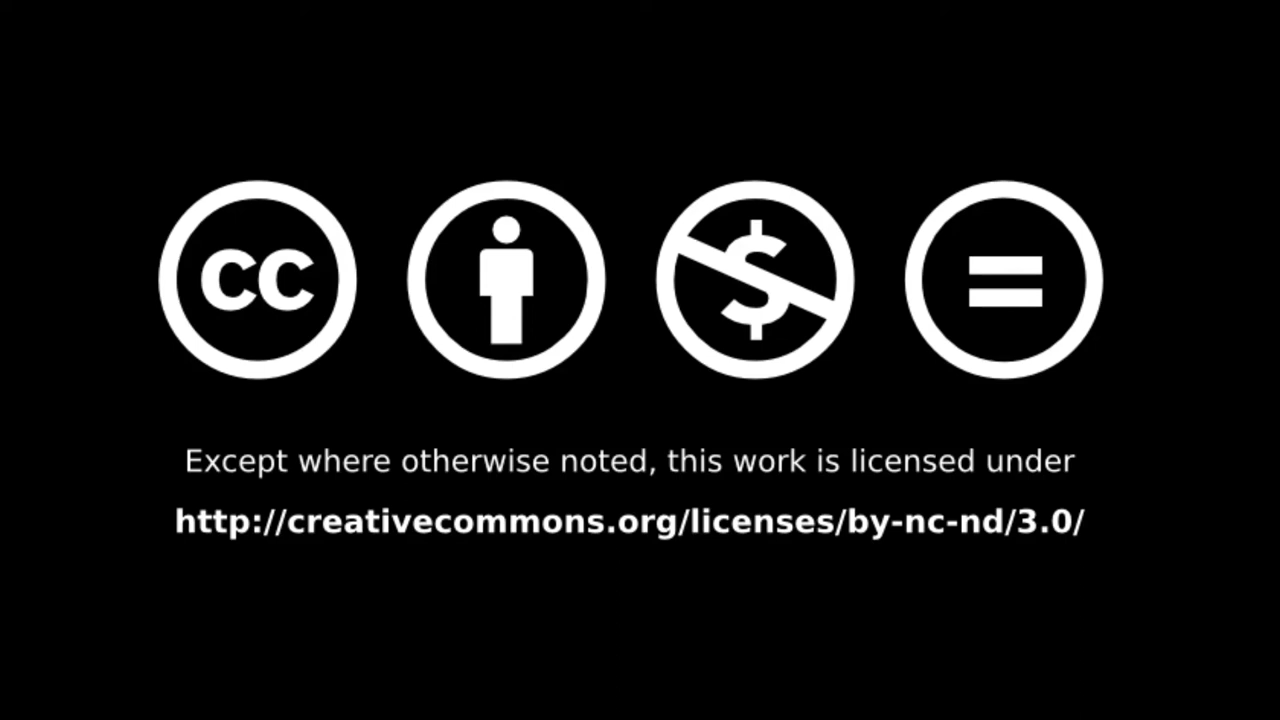 cc
$
=
Except where otherwise noted, this work is licensed under
http://creativecommons.org/licenses/by-nc-nd/3.0/